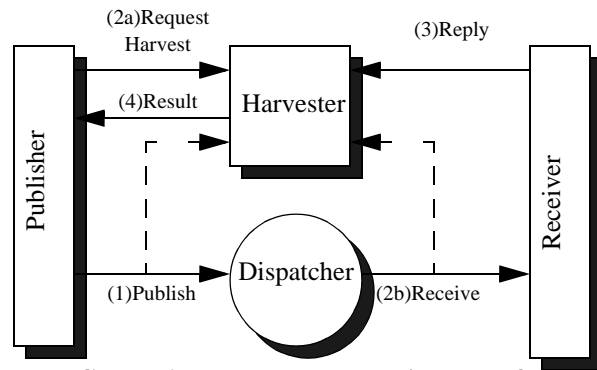 (2a)Request
Harvest
(3)Reply
(4)Result
Harvester
Publisher
Receiver
Dispatcher
(1)Publish
(2b)Receive